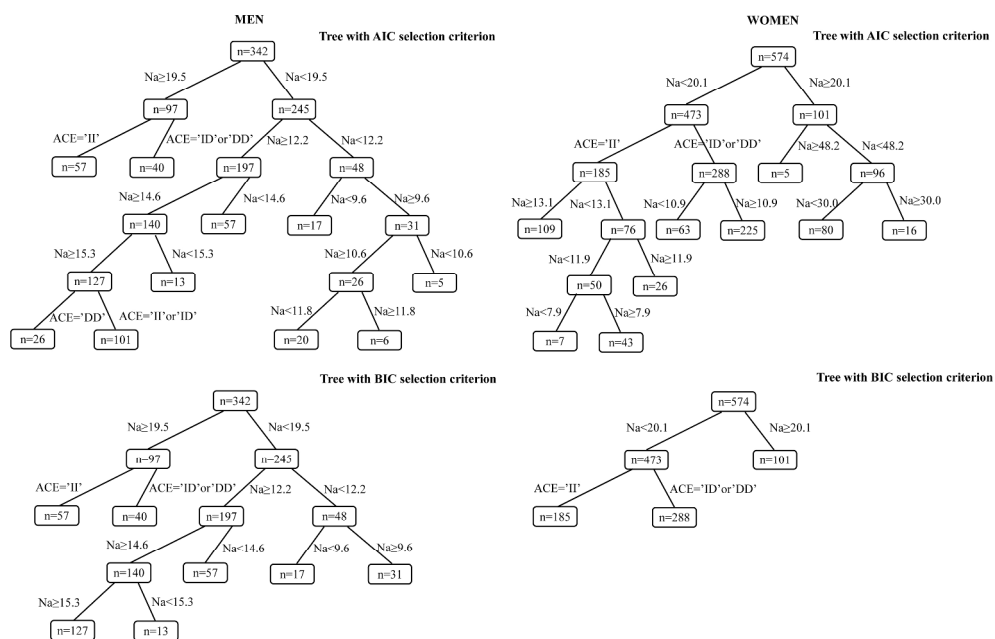 MEN
Tree with AIC selection criterion
n=342
Na≥19.5
Na<19.5
n=97
n=245
ACE='II'
ACE='ID'or'DD'
Na≥12.2
Na<12.2
n=57
n=40
n=197
n=48
Na≥14.6
Na<14.6
Na<9.6
Na≥9.6
n=140
n=57
n=17
n=31
Na≥15.3
Na<15.3
Na≥10.6
Na<10.6
n=127
n=13
n=26
n=5
ACE='DD'
ACE='II'or'ID'
Na<11.8
Na≥11.8
n=26
n=101
n=20
n=6
WOMEN
Tree with AIC selection criterion
n=574
Na<20.1
Na≥20.1
n=473
n=101
ACE='II'
ACE='ID'or'DD'
Na≥48.2
Na<48.2
n=185
n=288
n=5
n=96
Na≥13.1
Na<13.1
Na<10.9
Na≥10.9
Na<30.0
Na≥30.0
n=109
n=76
n=63
n=225
n=80
n=16
Na<11.9
Na≥11.9
n=50
n=26
Na<7.9
Na≥7.9
n=7
n=43
Tree with BIC selection criterion
n=342
Na≥19.5
Na<19.5
n=97
n=245
ACE='II'
ACE='ID'or'DD'
Na≥12.2
Na<12.2
n=57
n=40
n=197
n=48
Na≥14.6
Na<14.6
Na<9.6
Na≥9.6
n=140
n=57
n=17
n=31
Na≥15.3
Na<15.3
n=127
n=13
Tree with BIC selection criterion
n=574
Na<20.1
Na≥20.1
n=473
n=101
ACE='II'
ACE='ID'or'DD'
n=185
n=288